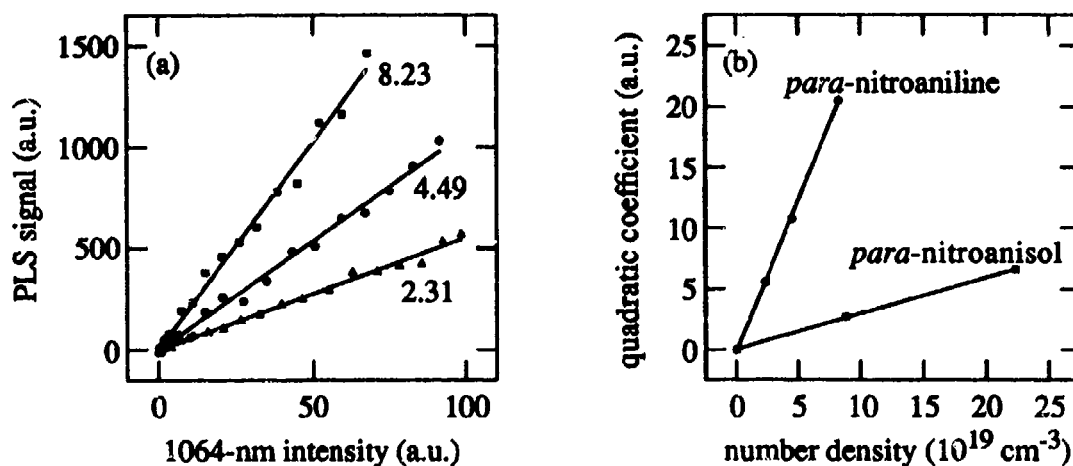 (a)
1500
1000
500
0
PLS signal (a.u.)
8.23
4.49
2.31
0
50
100
1064-nm intensity (a.u.)
(b)
25
20
15
10
5
0
quadratic coefficient (a.u.)
para-nitroaniline
para-nitroanisol
0
5
10
15
20
25
number density (10¹⁹ cm⁻³)